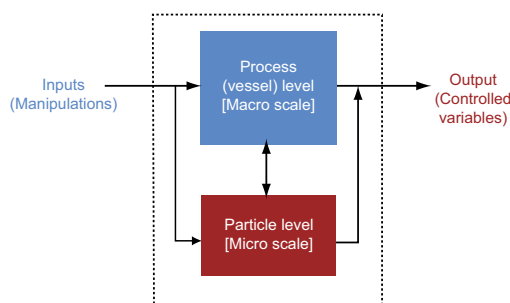 Inputs
(Manipulations)
Process
(vessel) level
[Macro scale]
Output
(Controlled
variables)
Particle level
[Micro scale]